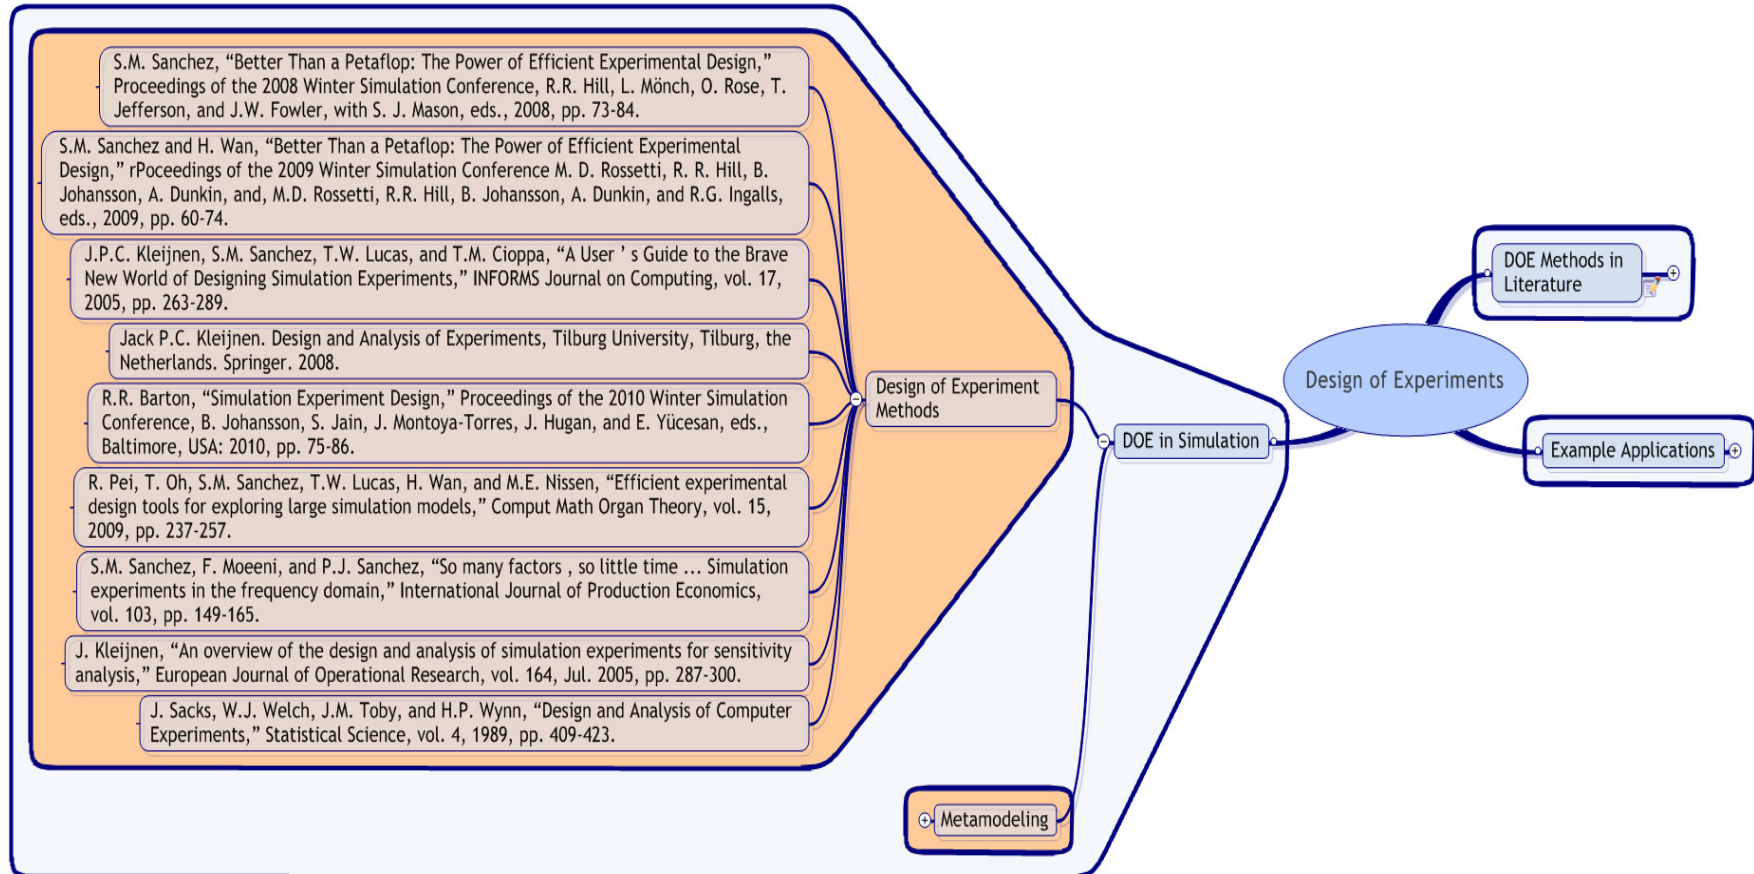 S.M. Sanchez, “Better Than a Petaflop: The Power of Efficient Experimental Design,”
Proceedings of the 2008 Winter Simulation Conference, R.R. Hill, L. Mönch, O. Rose, T.
Jefferson, and J.W. Fowler, with S. J. Mason, eds., 2008, pp. 73-84.
S.M. Sanchez and H. Wan, “Better Than a Petaflop: The Power of Efficient Experimental
Design,” rPoceedings of the 2009 Winter Simulation Conference M. D. Rossetti, R. R. Hill, B.
Johansson, A. Dunkin, and, M.D. Rossetti, R.R. Hill, B. Johansson, A. Dunkin, and R.G. Ingalls,
eds., 2009, pp. 60-74.
J.P.C. Kleijnen, S.M. Sanchez, T.W. Lucas, and T.M. Cioppa, “A User ’ s Guide to the Brave
New World of Designing Simulation Experiments,” INFORMS Journal on Computing, vol. 17,
2005, pp. 263-289.
Jack P.C. Kleijnen. Design and Analysis of Experiments, Tilburg University, Tilburg, the
Netherlands. Springer. 2008.
R.R. Barton, “Simulation Experiment Design,” Proceedings of the 2010 Winter Simulation
Conference, B. Johansson, S. Jain, J. Montoya-Torres, J. Hugan, and E. Yücesan, eds.,
Baltimore, USA: 2010, pp. 75-86.
R. Pei, T. Oh, S.M. Sanchez, T.W. Lucas, H. Wan, and M.E. Nissen, “Efficient experimental
design tools for exploring large simulation models,” Comput Math Organ Theory, vol. 15,
2009, pp. 237-257.
S.M. Sanchez, F. Moeeni, and P.J. Sanchez, “So many factors , so little time ... Simulation
experiments in the frequency domain,” International Journal of Production Economics,
vol. 103, pp. 149-165.
J. Kleijnen, “An overview of the design and analysis of simulation experiments for sensitivity
analysis,” European Journal of Operational Research, vol. 164, Jul. 2005, pp. 287-300.
J. Sacks, W.J. Welch, J.M. Toby, and H.P. Wynn, “Design and Analysis of Computer
Experiments,” Statistical Science, vol. 4, 1989, pp. 409-423.
Design of Experiment
Methods
Metamodeling
DOE in Simulation
Design of Experiments
DOE Methods in
Literature
Example Applications